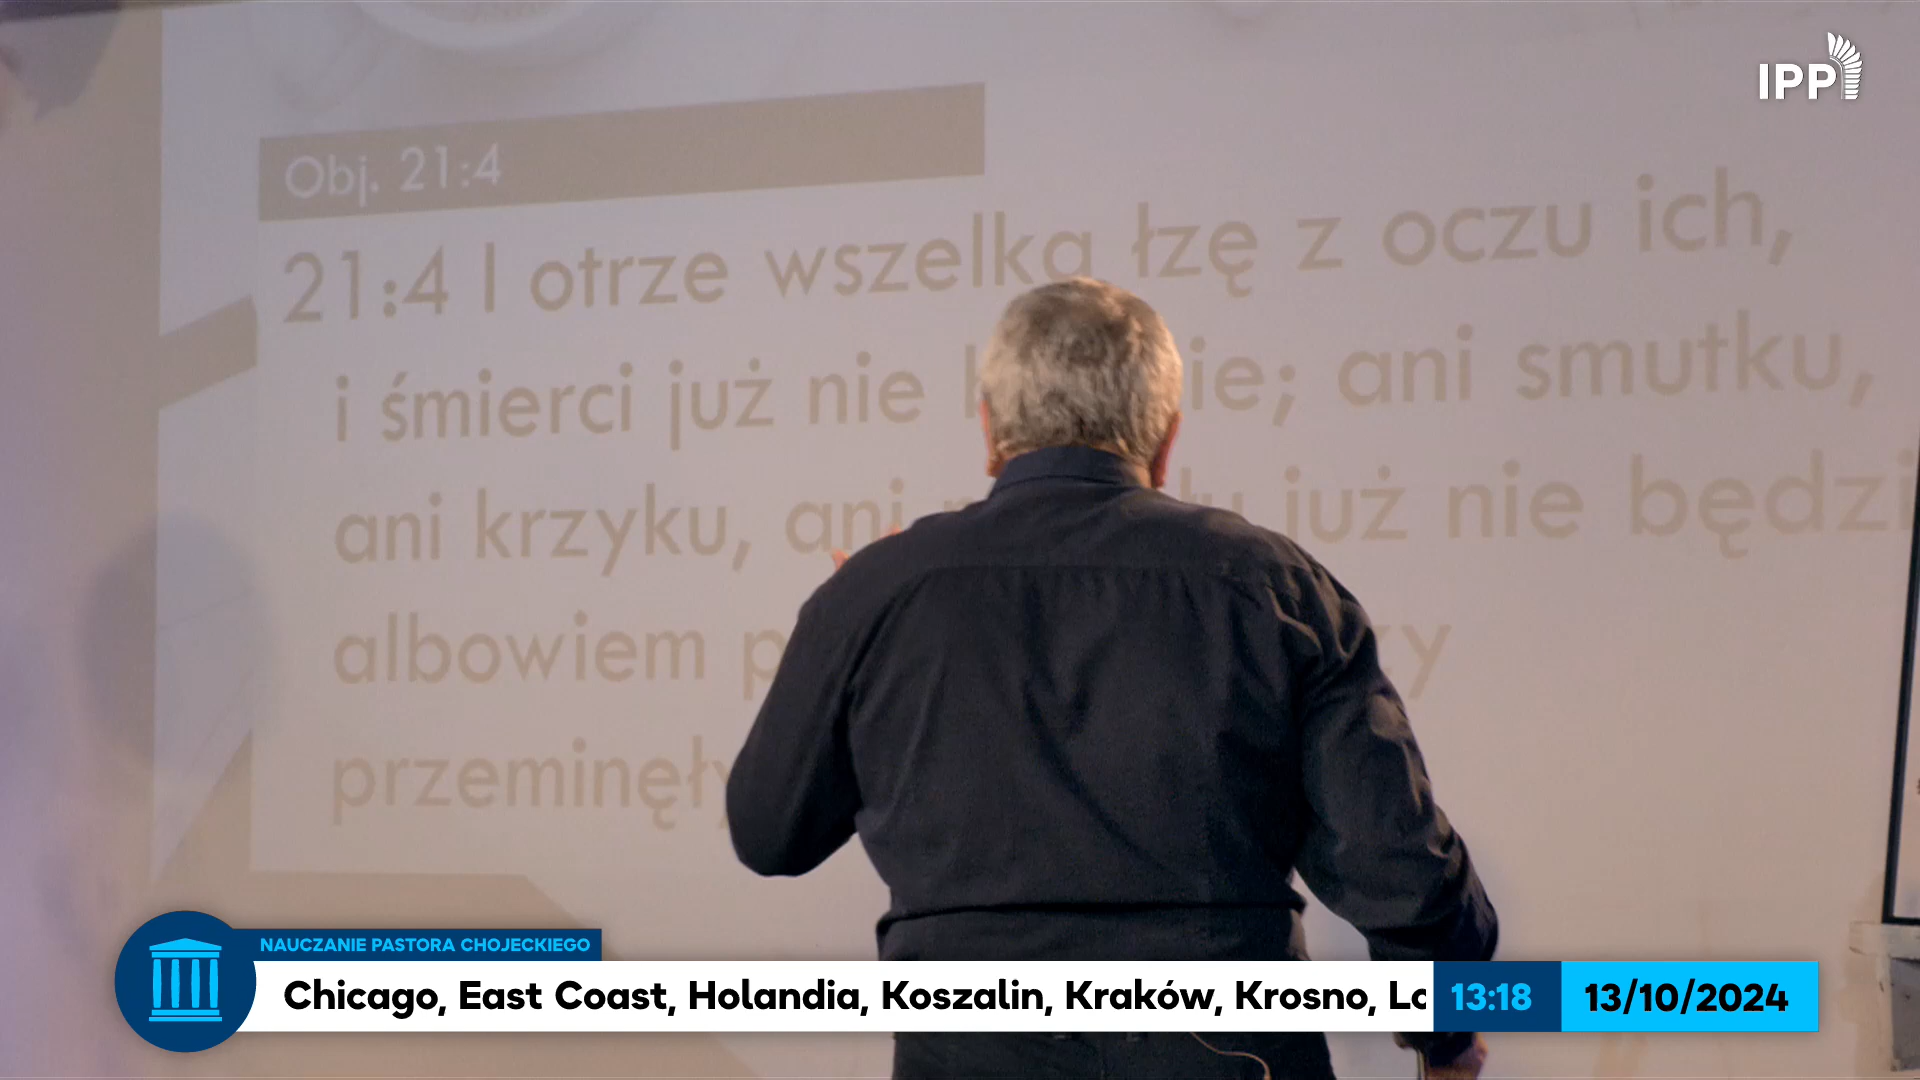 IPP
Obj. 21:4
21:4 I otrze wszelką łzę z oczu ich,
i śmierci już nie ani smutku,
ani krzyku, ani już nie
albowiem
przeminęły
NAUCZANIE PASTORA CHOJECKIEGO
Chicago, East Coast, Holandia, Koszalin, Kraków, Krosno,
13:18
13/10/2024